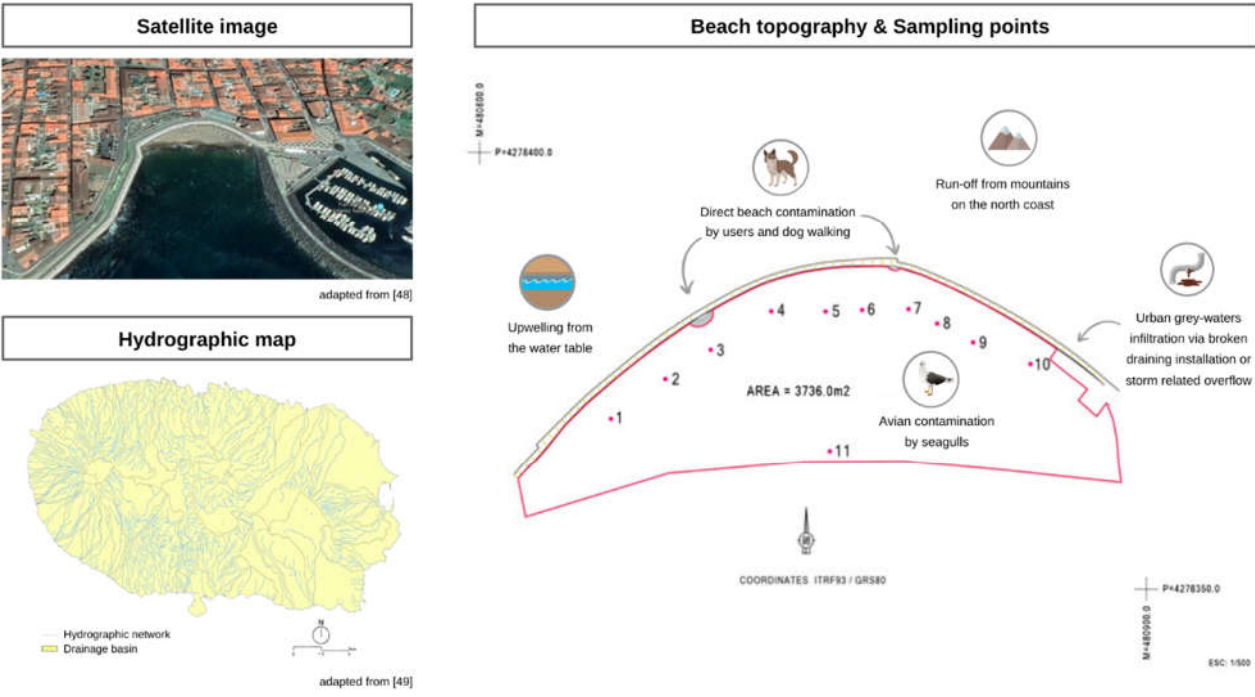 Satellite image
adapted from [48]
Hydrographic map
Hydrographic network
Drainage basin
N
adapted from [49]
Beach topography & Sampling points
M=480800.0
P=4278400.0
Direct beach contamination
by users and dog walking
Run-off from mountains
on the north coast
Upwelling from
the water table
Urban grey-waters
infiltration via broken
draining installation or
storm related overflow
4
5
6
7
8
3
9
10
2
AREA = 3736.0m2
1
Avian contamination
by seagulls
11
COORDINATES ITRF93 / GRS80
P=4278350.0
M=480900.0
ESC: 1/500